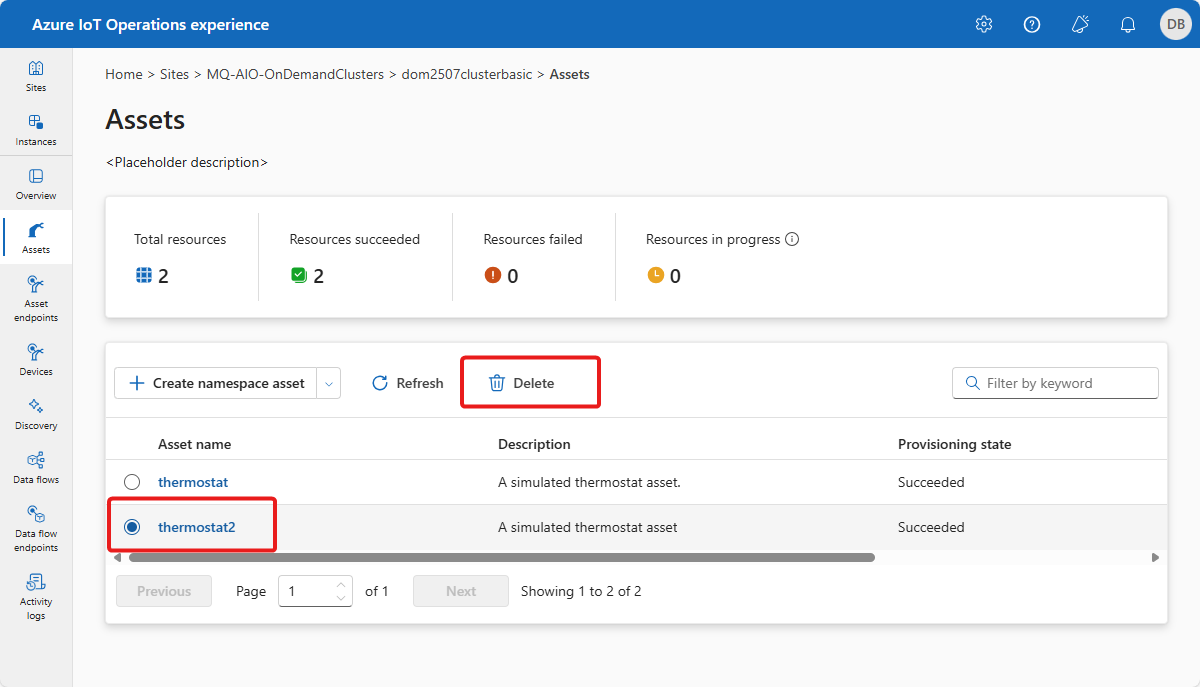 Azure IoT Operations experience
DB
Sites
Instances
Overview
Assets
Asset
endpoints
Devices
Discovery
Data flows
Data flow
endpoints
Activity
logs
Home > Sites > MQ-AIO-OnDemandClusters > dom2507clusterbasic > Assets
Assets
<Placeholder description>
Total resources
2
Resources succeeded
2
Resources failed
0
Resources in progress
0
Create namespace asset
Refresh
Delete
Filter by keyword
Asset name Description Provisioning state
thermostat A simulated thermostat asset. Succeeded
thermostat2 A simulated thermostat asset Succeeded
Previous Page 1 of 1 Next Showing 1 to 2 of 2